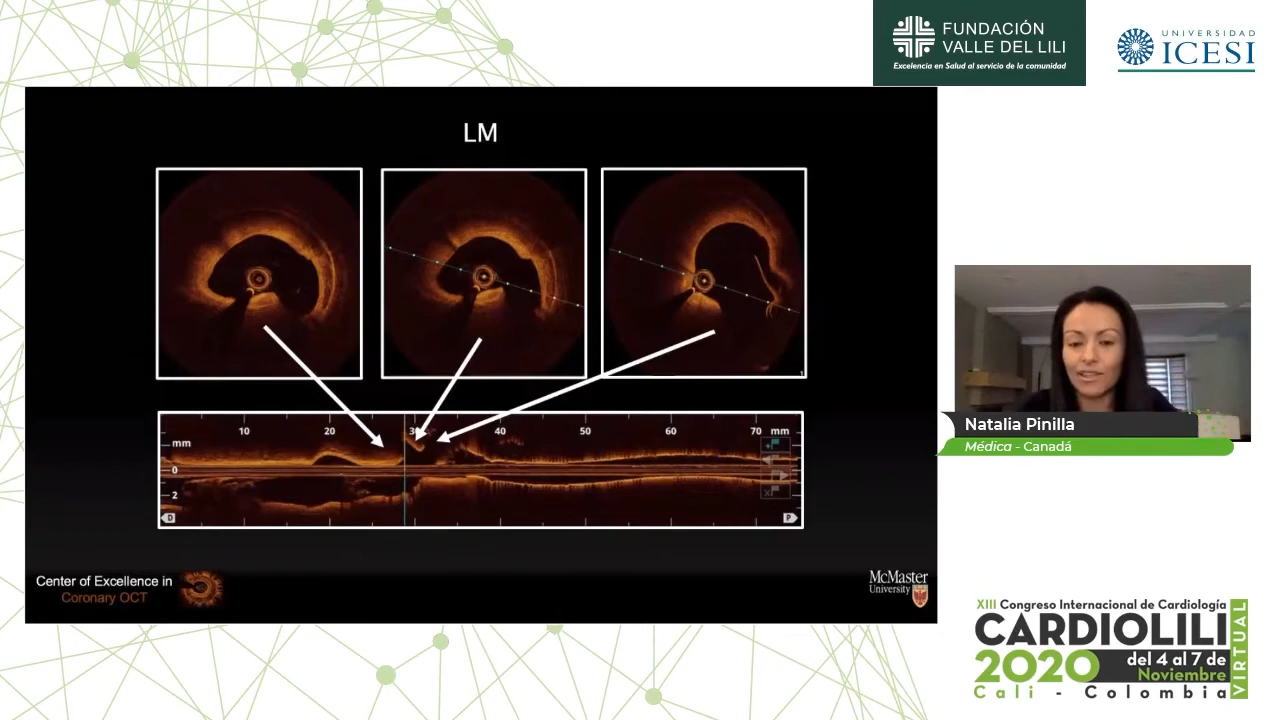 FUNDACIÓN
VALLE DEL LILI
Excelencia en Salud al servicio de la comunidad
UNIVERSIDAD
ICESI
LM
10 20 30 40 50 60 70 mm
mm
0
2
D
P
Center of Excellence in
Coronary OCT
McMaster
University
Natalia Pinilla
Médica - Canadá
XIII Congreso Internacional de Cardiología
CARDIOLILI
2020
del 4 al 7 de
Noviembre
VIRTUAL
Cali - Colombia